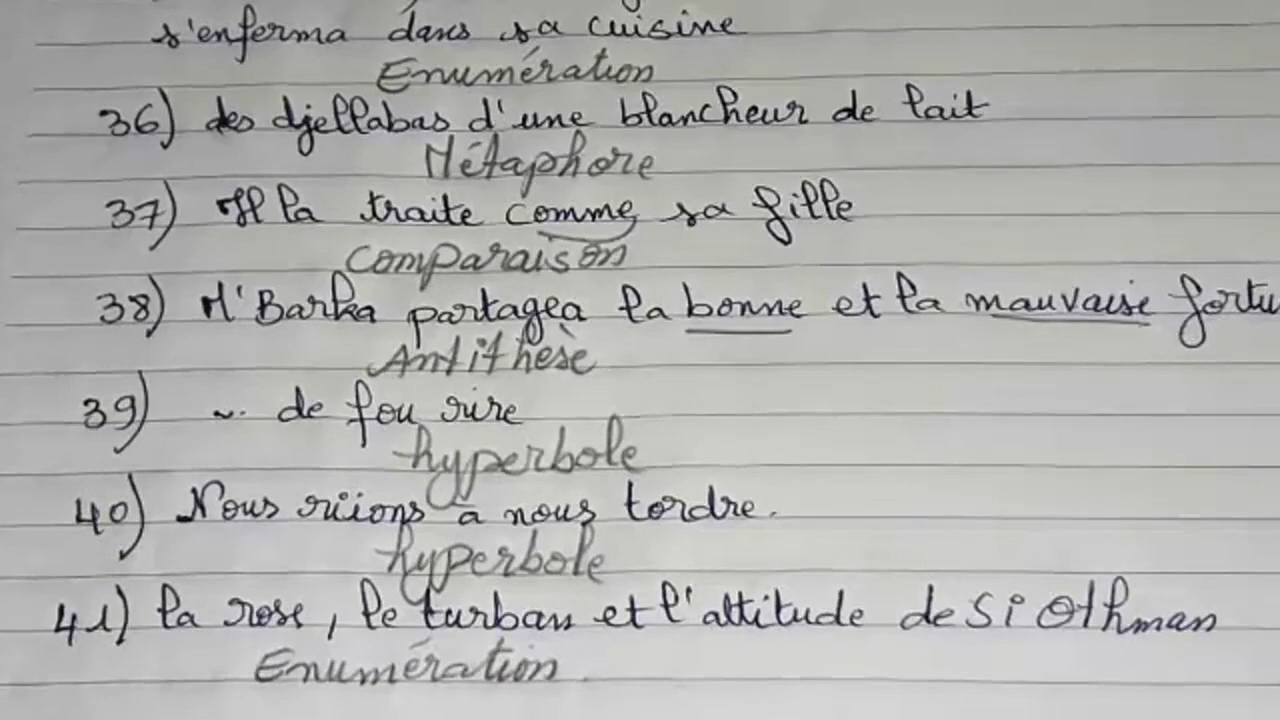 s'enferma dans sa cuisine
Enumération
36) des djellabas d'une blancheur de lait
Métaphore
37) Il la traite comme sa fille
Comparaison
38) M'Barka partagea la bonne et la mauvaise fortu
Antithèse
39) ~.. de fou rire
hyperbole
40) Nous riions à nous tordre.
hyperbole
41) la rose, le turban et l'attitude de Si Othman
Enumération.